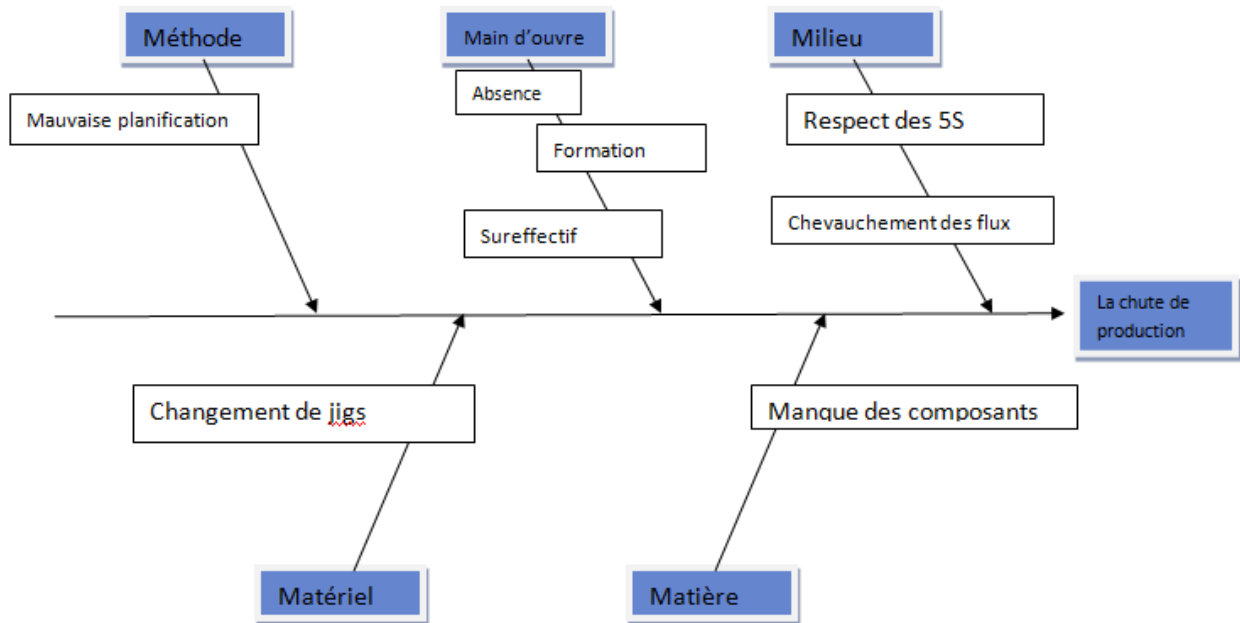 Méthode
Main d’ouvre
Milieu
Mauvaise planification
Absence
Formation
Sureffectif
Respect des 5S
Chevauchement des flux
La chute de
production
Changement de jigs
Manque des composants
Matériel
Matière